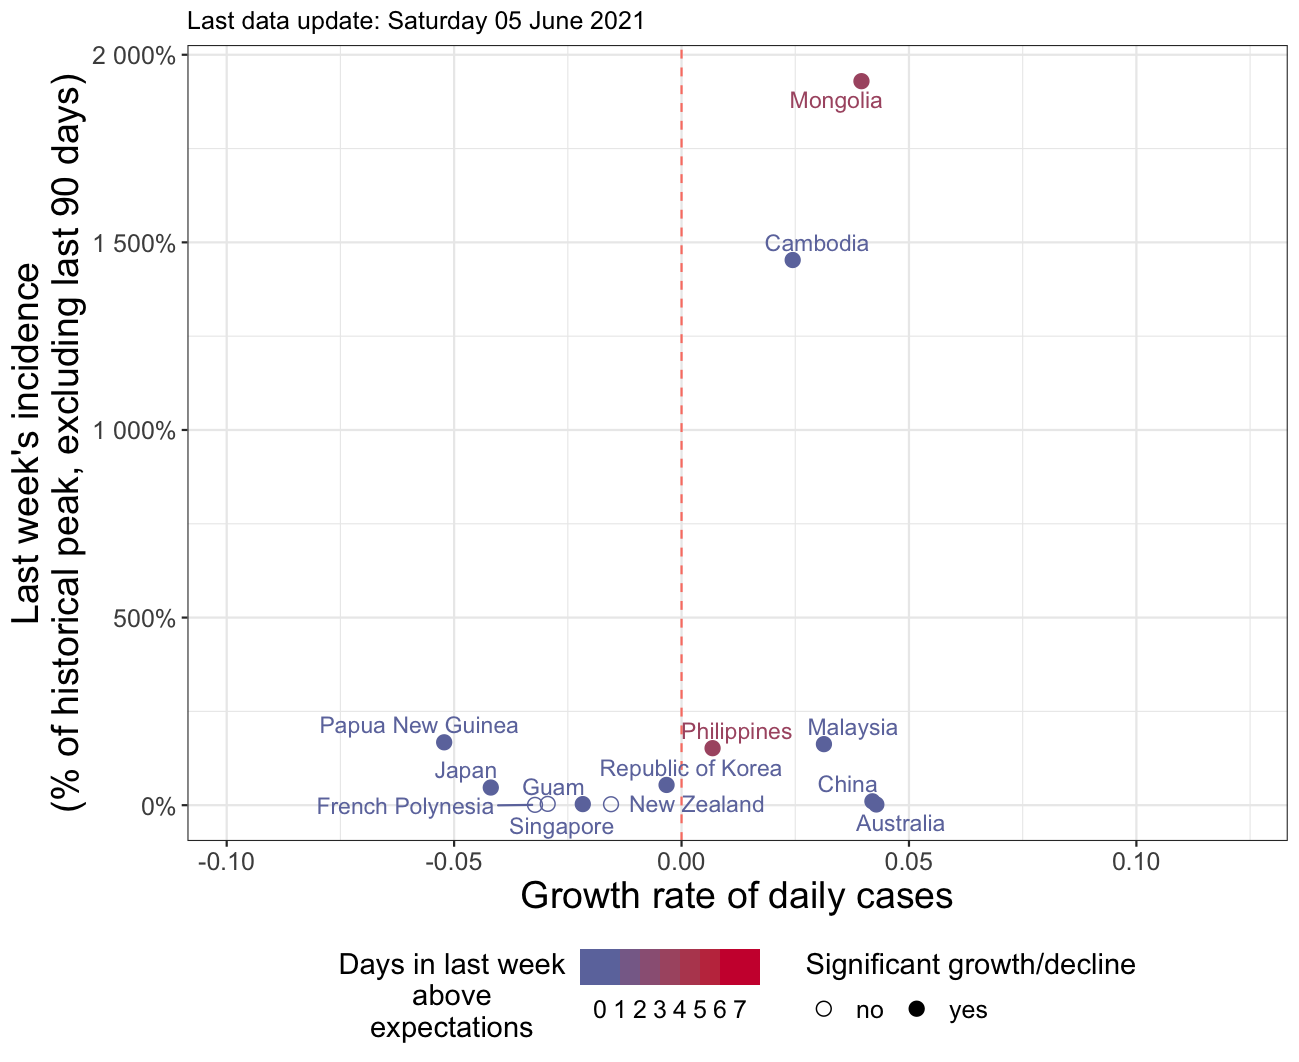 Last data update: Saturday 05 June 2021
Last week's incidence
(% of historical peak, excluding last 90 days)
2 000%
1 500%
1 000%
500%
0%
Mongolia
Cambodia
Papua New Guinea
Philippines
Malaysia
Japan
Republic of Korea
Guam
China
French Polynesia
New Zealand
Singapore
Australia
-0.10 -0.05 0.00 0.05 0.10
Growth rate of daily cases
Days in last week
above
expectations
0 1 2 3 4 5 6 7
Significant growth/decline
no yes